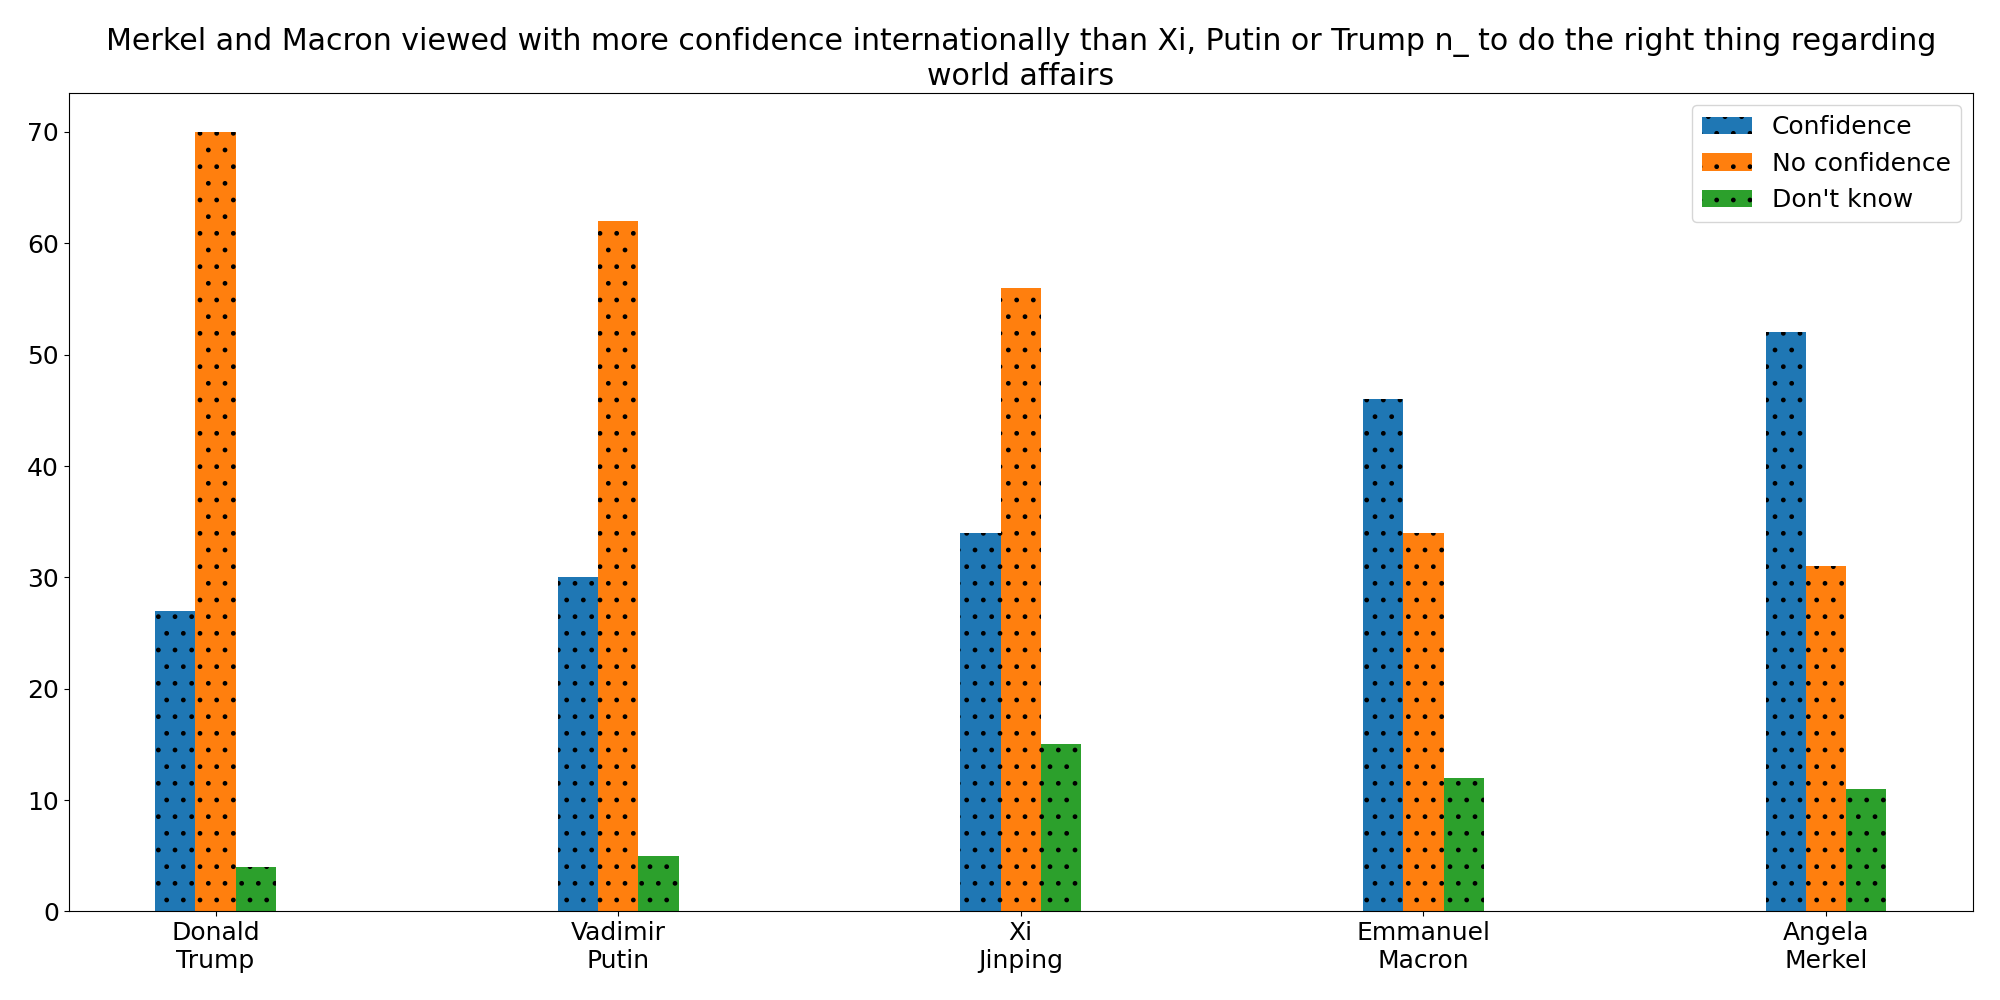 Merkel and Macron viewed with more confidence internationally than Xi, Putin or Trump n_ to do the right thing regarding
world affairs
70
60
50
40
30
20
10
0
Confidence
No confidence
Don't know
Donald
Trump
Vadimir
Putin
Xi
Jinping
Emmanuel
Macron
Angela
Merkel